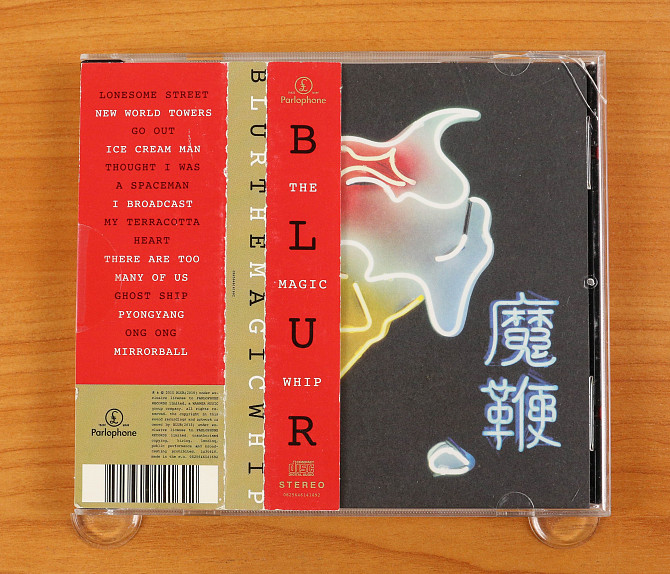 LONESOME STREET
NEW WORLD TOWERS
GO OUT
ICE CREAM MAN
THOUGHT I WAS
A SPACEMAN
I BROADCAST
MY TERRACOTTA
HEART
THERE ARE TOO
MANY OF US
GHOST SHIP
PYONGYANG
ONG ONG
MIRRORBALL
Parlophone
BLURTHEMAGICWHIP
Parlophone
B
THE
L
MAGIC
U
WHIP
R
STEREO
魔鞭